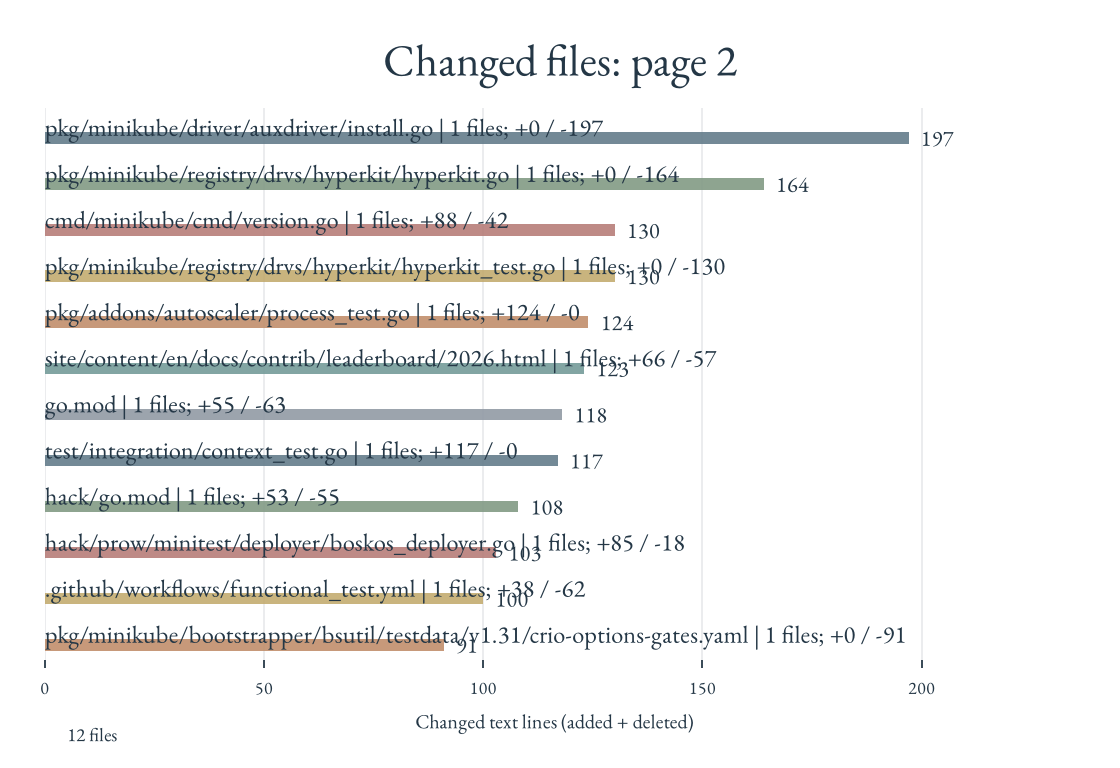 Changed files: page 2
pkg/minikube/driver/auxdriver/install.go | 1 files; +0 / -197
197
pkg/minikube/registry/drvs/hyperkit/hyperkit.go | 1 files; +0 / -164
164
cmd/minikube/cmd/version.go | 1 files; +88 / -42
130
pkg/minikube/registry/drvs/hyperkit/hyperkit_test.go | 1 files; +0 / -130
130
pkg/addons/autoscaler/process_test.go | 1 files; +124 / -0
124
site/content/en/docs/contrib/leaderboard/2026.html | 1 files; +66 / -57
123
go.mod | 1 files; +55 / -63
118
test/integration/context_test.go | 1 files; +117 / -0
117
hack/go.mod | 1 files; +53 / -55
108
hack/prow/minitest/deployer/boskos_deployer.go | 1 files; +85 / -18
103
.github/workflows/functional_test.yml | 1 files; +38 / -62
100
pkg/minikube/bootstrapper/bsutil/testdata/v1.31/crio-options-gates.yaml | 1 files; +0 / -91
91
0 50 100 150 200
Changed text lines (added + deleted)
12 files